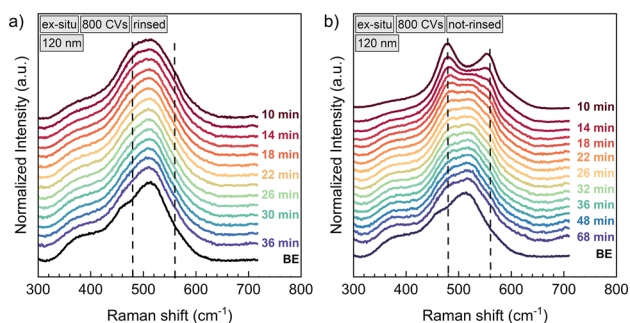 a)
ex-situ 800 CVs rinsed
120 nm
Normalized Intensity (a.u.)
10 min
14 min
18 min
22 min
26 min
30 min
36 min
BE
300 400 500 600 700 800
Raman shift (cm-1)
b)
ex-situ 800 CVs not-rinsed
120 nm
Normalized Intensity (a.u.)
10 min
14 min
18 min
22 min
26 min
32 min
36 min
48 min
68 min
BE
300 400 500 600 700 800
Raman shift (cm-1)